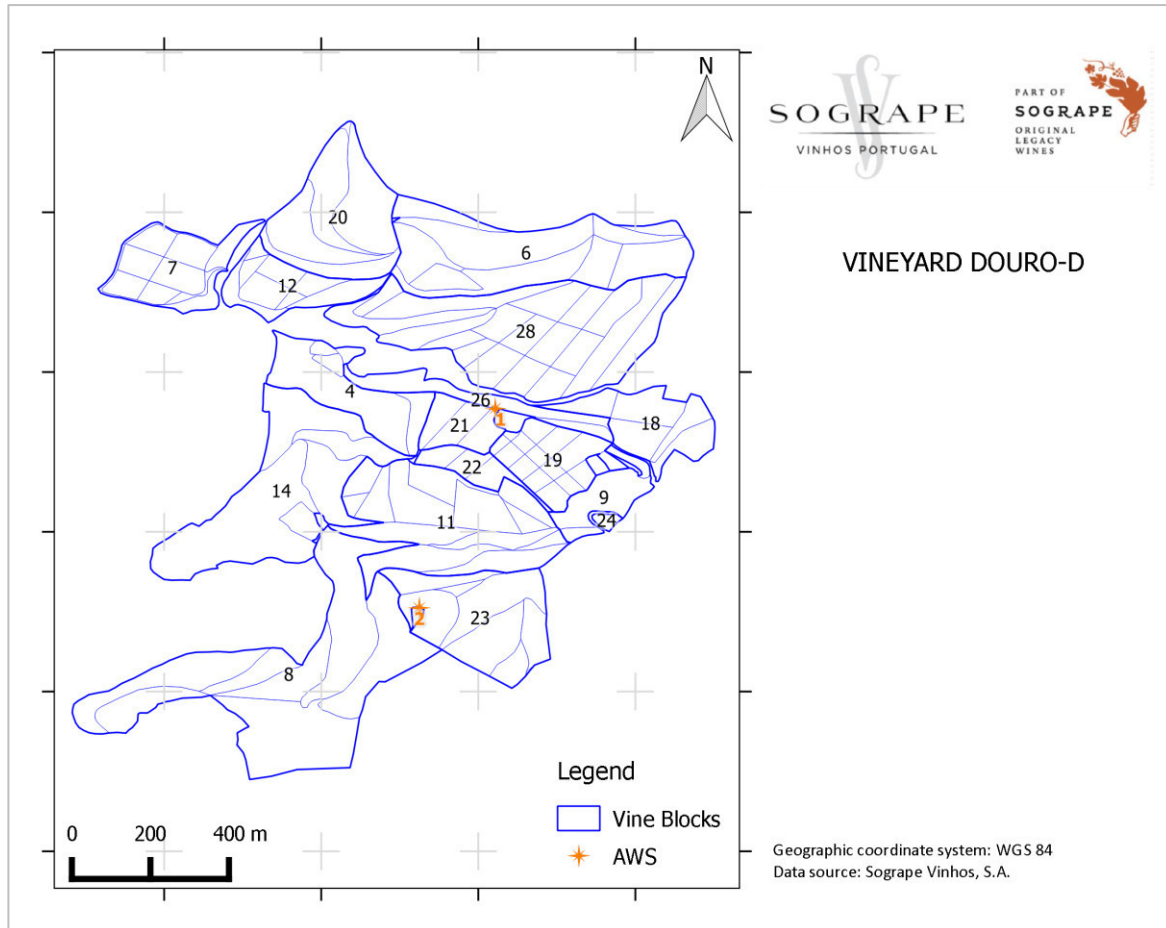 N
SOGRAPE
VINHOS PORTUGAL
PART OF
SOGRAPE
ORIGINAL
LEGACY
WINES
VINEYARD DOURO-D
20
6
7
12
28
4
26
1
21
18
22
19
9
14
24
11
2
23
8
Legend
Vine Blocks
AWS
0 200 400 m
Geographic coordinate system: WGS 84
Data source: Sogrape Vinhos, S.A.